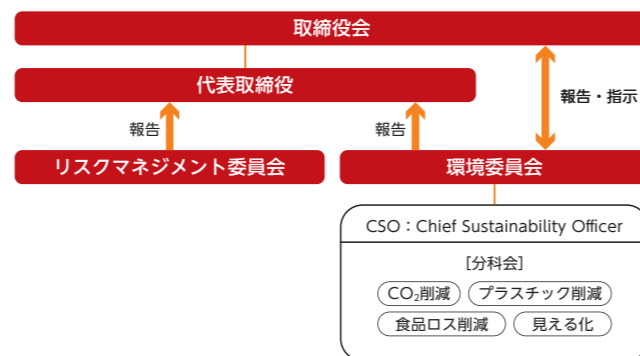 取締役会
代表取締役
報告・指示
報告
報告
リスクマネジメント委員会
環境委員会
CSO：Chief Sustainability Officer
[分科会]
CO₂削減
プラスチック削減
食品ロス削減
見える化